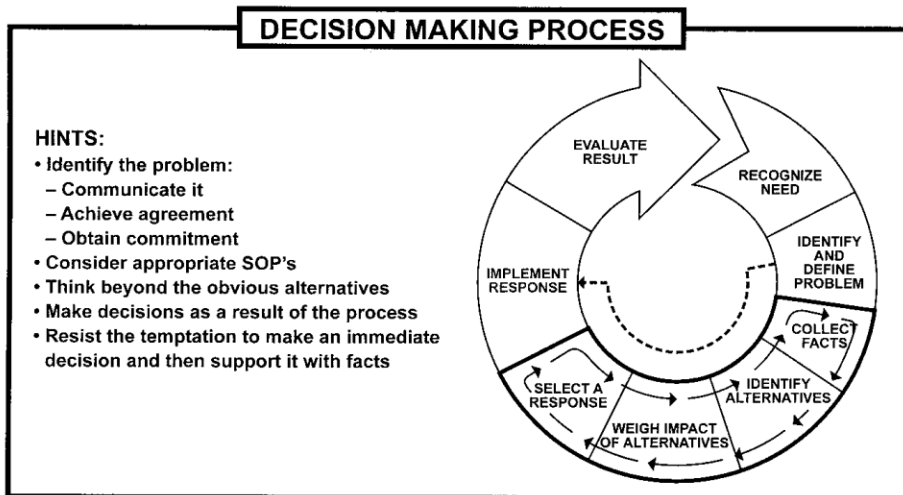 DECISION MAKING PROCESS
HINTS:
• Identify the problem:
– Communicate it
– Achieve agreement
– Obtain commitment
• Consider appropriate SOP's
• Think beyond the obvious alternatives
• Make decisions as a result of the process
• Resist the temptation to make an immediate
decision and then support it with facts
EVALUATE
RESULT
RECOGNIZE
NEED
IDENTIFY
AND
DEFINE
PROBLEM
COLLECT
FACTS
IDENTIFY
ALTERNATIVES
WEIGH IMPACT
OF ALTERNATIVES
SELECT A
RESPONSE
IMPLEMENT
RESPONSE